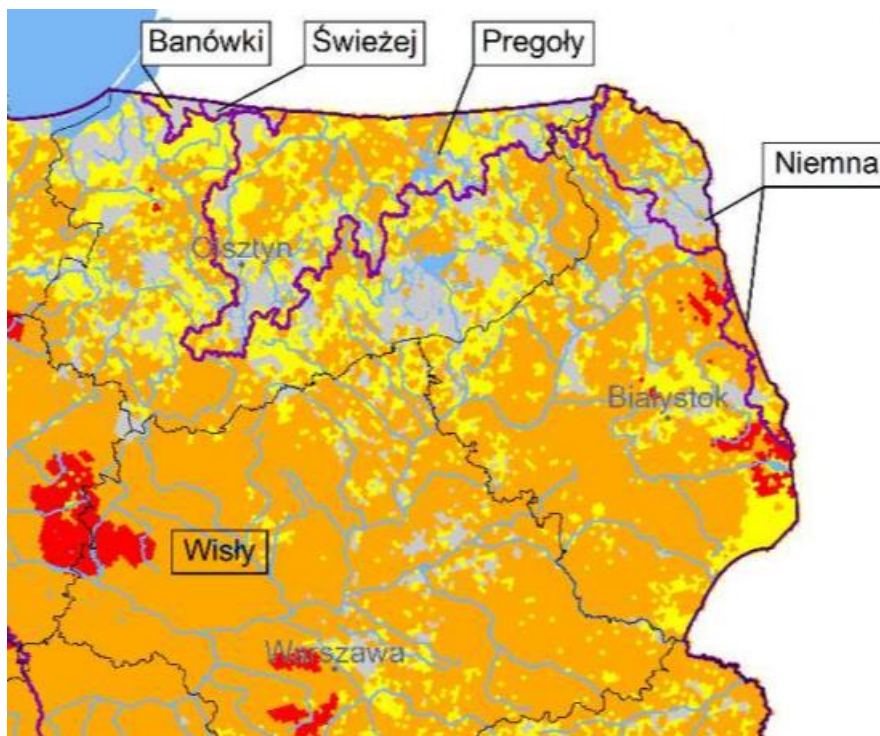 Banówki
Świeżej
Pregoły
Niemna
Olsztyn
Białystok
Wisły
Warszawa